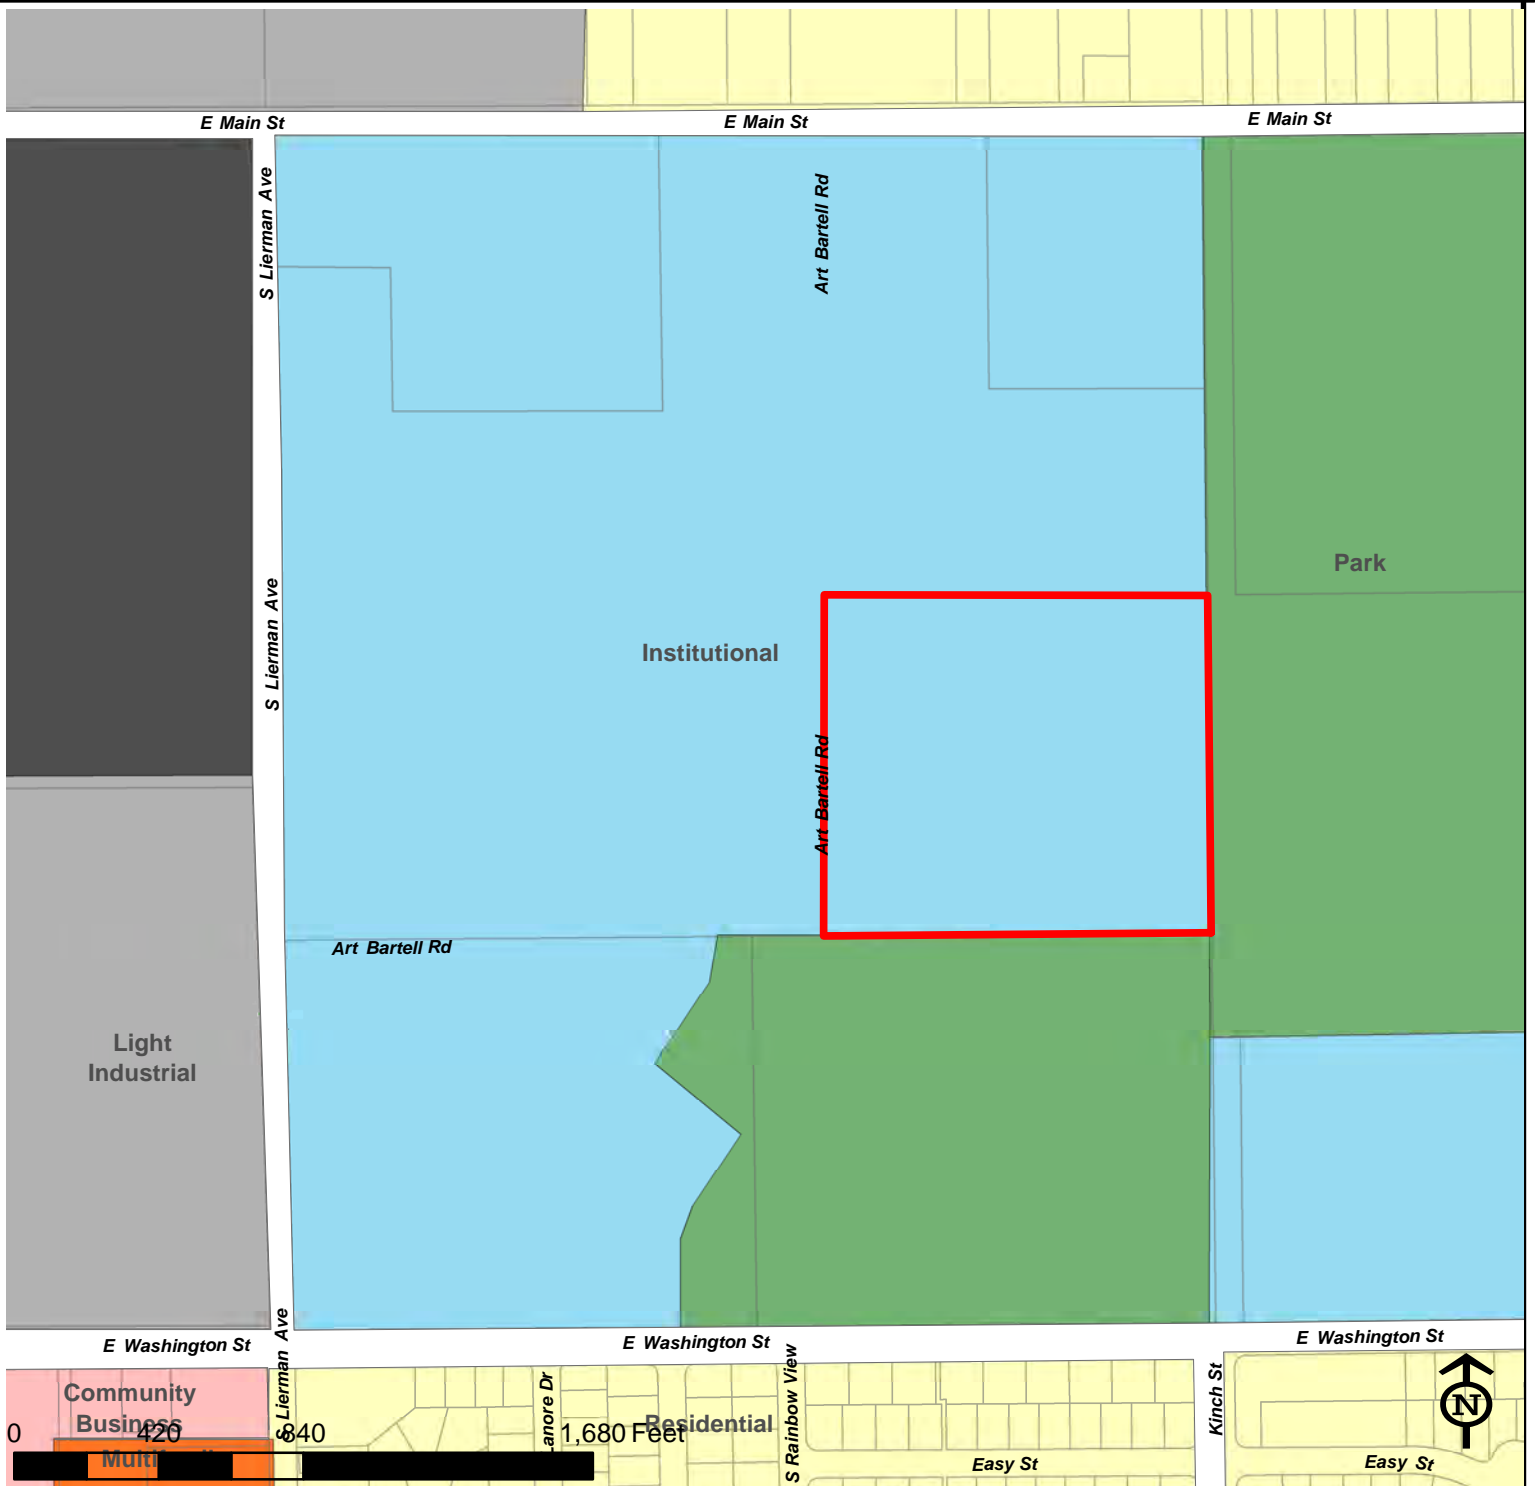 E Main St
E Main St
E Main St
S Lierman Ave
Art Bartell Rd
Park
S Lierman Ave
Institutional
Art Bartell Rd
Art Bartell Rd
Light
Industrial
S Lierman Ave
E Washington St
E Washington St
E Washington St
Community
Business
Lanore Dr
S Rainbow View
Kinch St
N
0 420 840 1,680 Feet
Residential
Easy St
Easy St